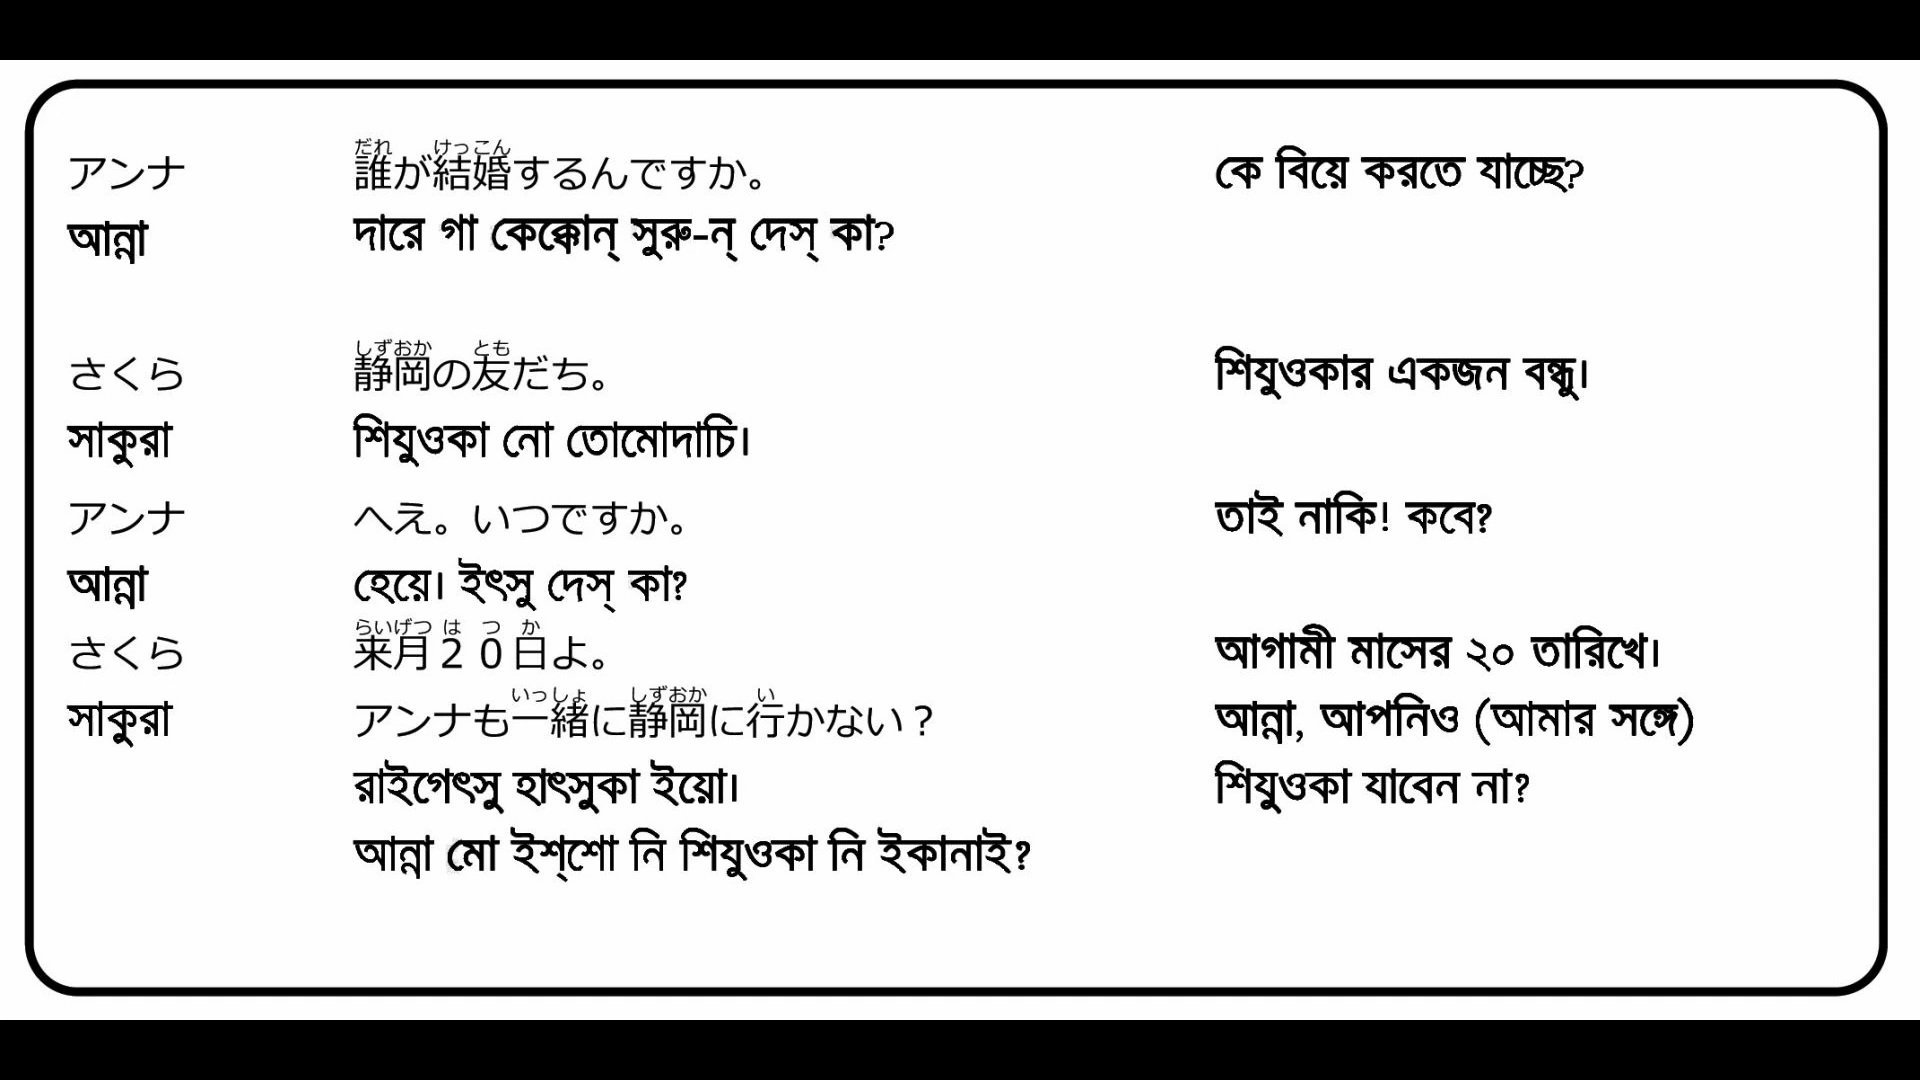 アンナ 誰が結婚するんですか。 কে বিয়ে করতে যাচ্ছে?
だれ けっこん
আন্না দারে গা কেক্কোন্ সুরু-ন্ দেস্ কা?
さくら 静岡の友だち。 শিযুওকার একজন বন্ধু।
しずおか とも
সাকুরা শিযুওকা নো তোমোদাচি।
アンナ へえ。いつですか。 তাই নাকি! কবে?
আন্না হেয়ে। ইৎসু দেস্ কা?
さくら 来月20日よ。 আগামী মাসের ২০ তারিখে।
らいげつ は つ か
সাকুরা アンナも一緒に静岡に行かない？ আন্না, আপনিও (আমার সঙ্গে)
いっしょ しずおか い
রাইগেৎসু হাৎসুকা ইয়ো। শিযুওকা যাবেন না?
আন্না মো ইশ্শো নি শিযুওকা নি ইকানাই?